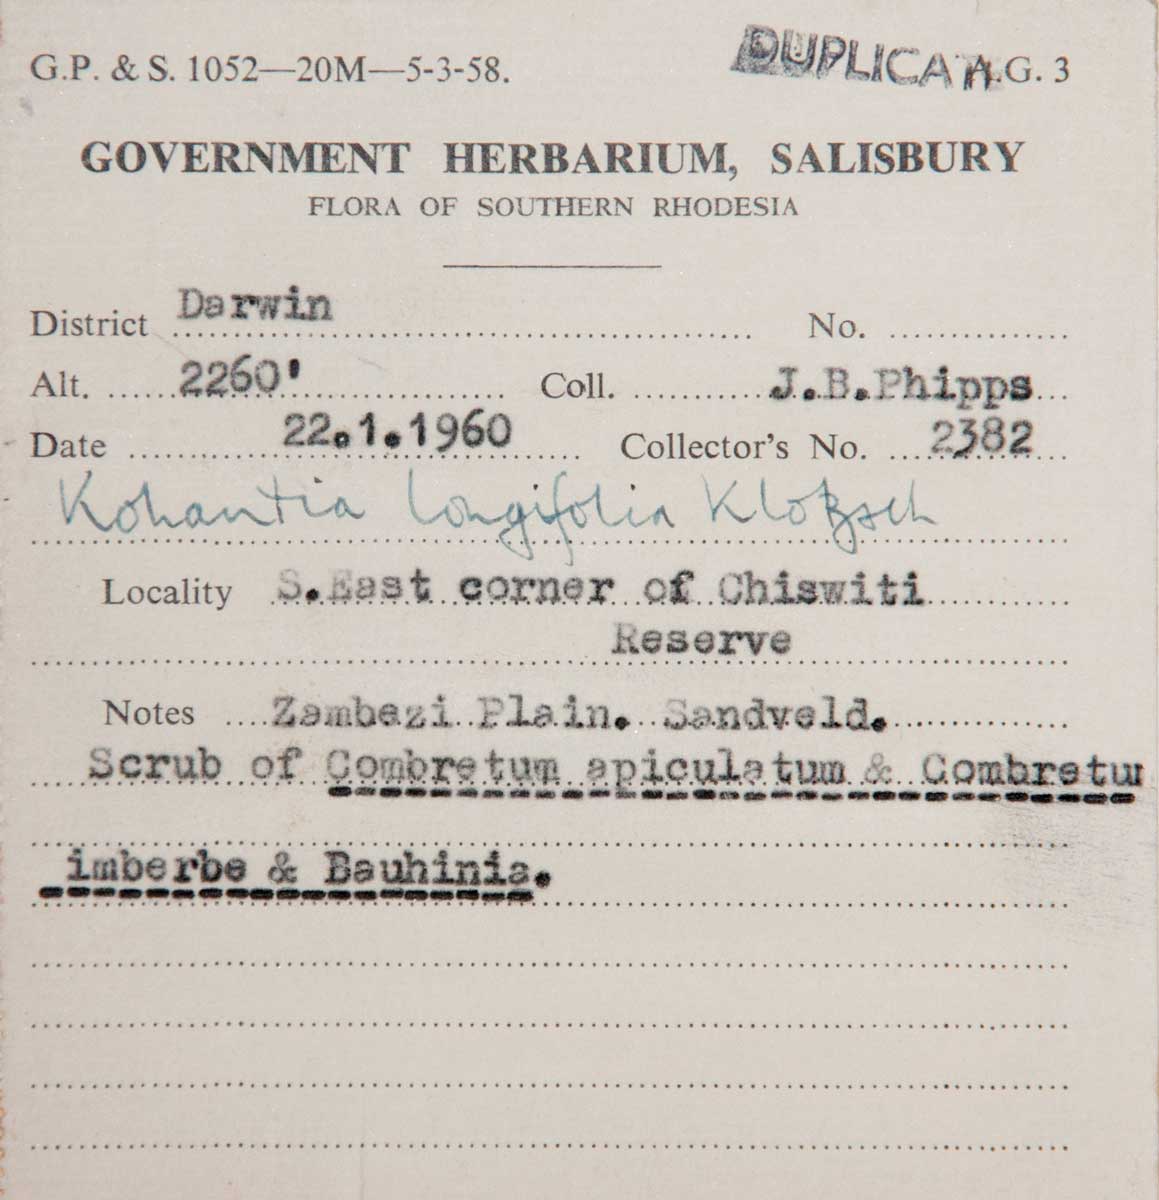 G.P. & S. 1052—20M—5-3-58. DUPLICAT A.G. 3
GOVERNMENT HERBARIUM, SALISBURY
FLORA OF SOUTHERN RHODESIA
District Darwin No.
Alt. 2260' Coll. J.B.Phipps
Date 22.1.1960 Collector's No. 2382
Kohantia longifolia Klotzsch
Locality S.East corner of Chiswiti
Reserve
Notes Zambezi Plain. Sandveld.
Scrub of Combretum apiculatum & Combretu
imberbe & Bauhinia.